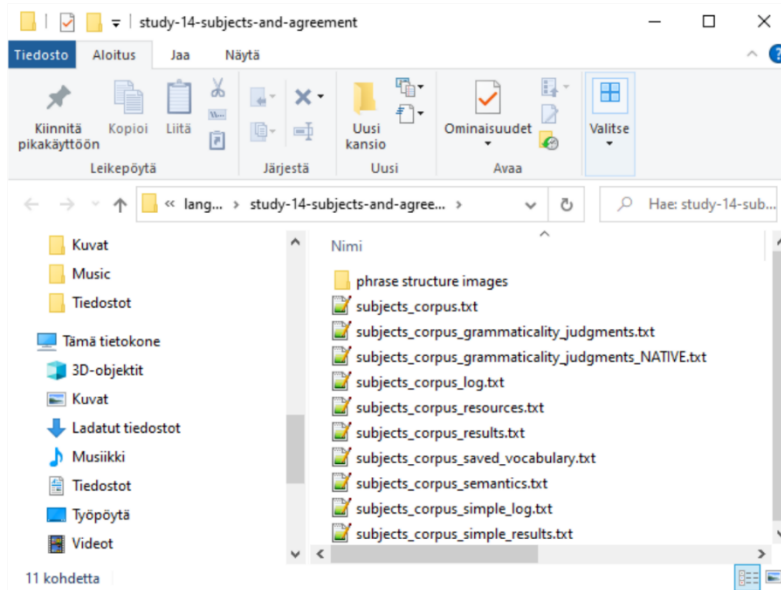 study-14-subjects-and-agreement
Tiedosto Aloitus Jaa Näytä
Kiinnitä pikakäyttöön
Kopioi
Liitä
Uusi kansio
Ominaisuudet
Valitse
Leikepöytä Järjestä Uusi Avaa
« lang... › study-14-subjects-and-agree... ›
Hae: study-14-sub...
Kuvat
Music
Tiedostot
Tämä tietokone
3D-objektit
Kuvat
Ladatut tiedostot
Musiikki
Tiedostot
Työpöytä
Videot
Nimi
phrase structure images
subjects_corpus.txt
subjects_corpus_grammaticality_judgments.txt
subjects_corpus_grammaticality_judgments_NATIVE.txt
subjects_corpus_log.txt
subjects_corpus_resources.txt
subjects_corpus_results.txt
subjects_corpus_saved_vocabulary.txt
subjects_corpus_semantics.txt
subjects_corpus_simple_log.txt
subjects_corpus_simple_results.txt
11 kohdetta